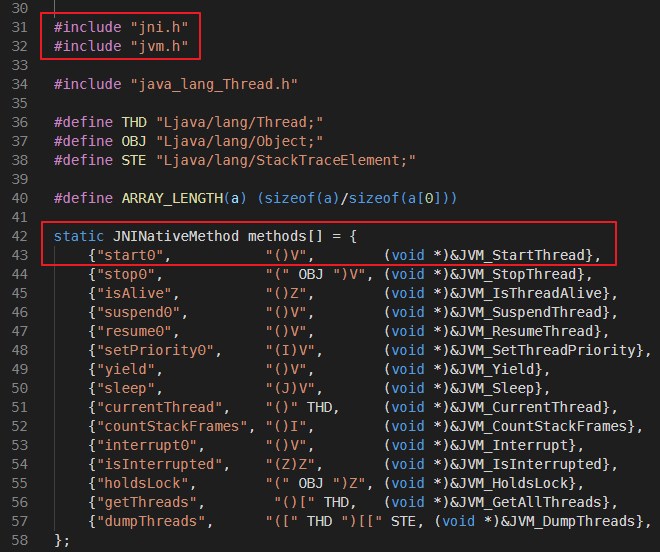 30
31 #include "jni.h"
32 #include "jvm.h"
33
34 #include "java_lang_Thread.h"
35
36 #define THD "Ljava/lang/Thread;"
37 #define OBJ "Ljava/lang/Object;"
38 #define STE "Ljava/lang/StackTraceElement;"
39
40 #define ARRAY_LENGTH(a) (sizeof(a)/sizeof(a[0]))
41
42 static JNINativeMethod methods[] = {
43     {"start0",           "()V",        (void *)&JVM_StartThread},
44     {"stop0",            "(" OBJ ")V", (void *)&JVM_StopThread},
45     {"isAlive",          "()Z",        (void *)&JVM_IsThreadAlive},
46     {"suspend0",         "()V",        (void *)&JVM_SuspendThread},
47     {"resume0",          "()V",        (void *)&JVM_ResumeThread},
48     {"setPriority0",     "(I)V",       (void *)&JVM_SetThreadPriority},
49     {"yield",            "()V",        (void *)&JVM_Yield},
50     {"sleep",            "(J)V",       (void *)&JVM_Sleep},
51     {"currentThread",    "()" THD,     (void *)&JVM_CurrentThread},
52     {"countStackFrames", "()I",        (void *)&JVM_CountStackFrames},
53     {"interrupt0",       "()V",        (void *)&JVM_Interrupt},
54     {"isInterrupted",    "(Z)Z",       (void *)&JVM_IsInterrupted},
55     {"holdsLock",        "(" OBJ ")Z", (void *)&JVM_HoldsLock},
56     {"getThreads",        "()[" THD,   (void *)&JVM_GetAllThreads},
57     {"dumpThreads",      "([" THD ")[[" STE, (void *)&JVM_DumpThreads},
58 };